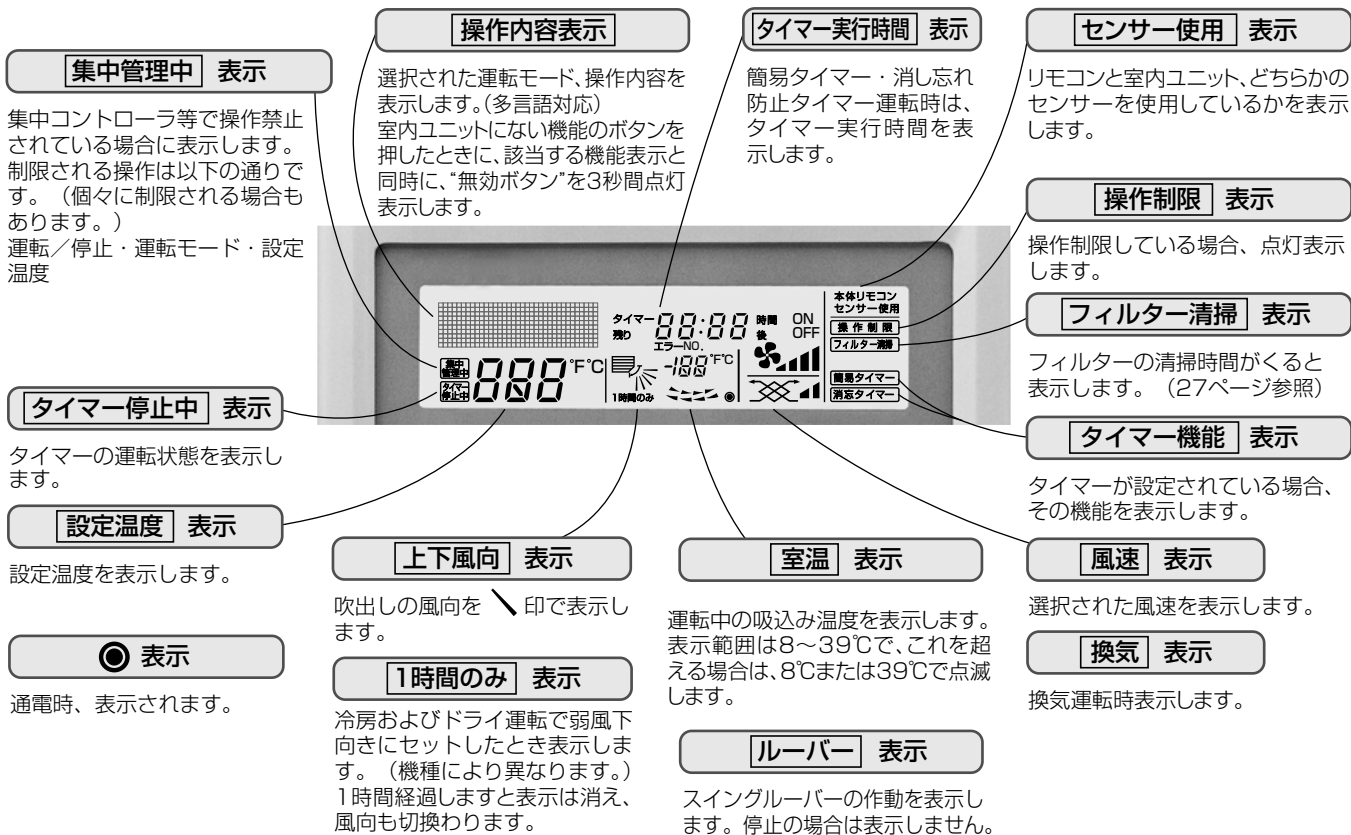 集中管理中 表示
集中コントローラ等で操作禁止
されている場合に表示します。
制限される操作は以下の通りで
す。（個々に制限される場合も
あります。）
運転／停止・運転モード・設定
温度
操作内容表示
選択された運転モード、操作内容を
表示します。（多言語対応）
室内ユニットにない機能のボタンを
押したときに、該当する機能表示と
同時に、“無効ボタン”を3秒間点灯
表示します。
タイマー実行時間 表示
簡易タイマー・消し忘れ
防止タイマー運転時は、
タイマー実行時間を表
示します。
センサー使用 表示
リモコンと室内ユニット、どちらかの
センサーを使用しているかを表示
します。
操作制限 表示
操作制限している場合、点灯表示
します。
フィルター清掃 表示
フィルターの清掃時間がくると
表示します。（27ページ参照）
タイマー機能 表示
タイマーが設定されている場合、
その機能を表示します。
風速 表示
選択された風速を表示します。
換気 表示
換気運転時表示します。
タイマー 88:88 時間 ON
残り 後 OFF
エラーNO.
集中
管理中
タイマー
停止中
888 °F°C
-188 °F°C
1時間のみ
本体リモコン
センサー使用
操作制限
フィルター清掃
簡易タイマー
消忘タイマー
タイマー停止中 表示
タイマーの運転状態を表示し
ます。
設定温度 表示
設定温度を表示します。
◉ 表示
通電時、表示されます。
上下風向 表示
吹出しの風向を 印で表示し
ます。
1時間のみ 表示
冷房およびドライ運転で弱風下
向きにセットしたとき表示しま
す。（機種により異なります。）
1時間経過しますと表示は消え、
風向も切換わります。
室温 表示
運転中の吸込み温度を表示します。
表示範囲は8～39℃で、これを超
える場合は、8℃または39℃で点滅
します。
ルーバー 表示
スイングルーバーの作動を表示し
ます。停止の場合は表示しません。